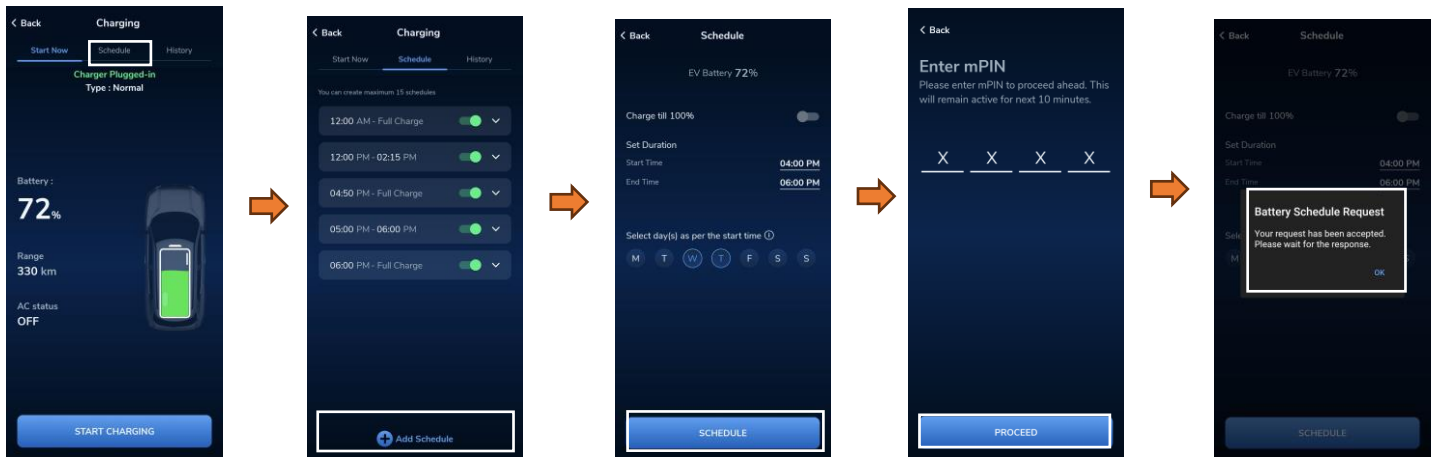 < Back Charging
Start Now Schedule History
Charger Plugged-in
Type : Normal
Battery :
72%
Range
330 km
AC status
OFF
START CHARGING
< Back Charging
Start Now Schedule History
You can create maximum 15 schedules
12:00 AM - Full Charge
12:00 PM - 02:15 PM
04:50 PM - Full Charge
05:00 PM - 06:00 PM
06:00 PM - Full Charge
Add Schedule
< Back Schedule
EV Battery 72%
Charge till 100%
Set Duration
Start Time 04:00 PM
End Time 06:00 PM
Select day(s) as per the start time
M T W T F S S
SCHEDULE
< Back
Enter mPIN
Please enter mPIN to proceed ahead. This
will remain active for next 10 minutes.
X X X X
PROCEED
< Back Schedule
EV Battery 72%
Charge till 100%
Set Duration
Start Time 04:00 PM
End Time 06:00 PM
Battery Schedule Request
Your request has been accepted.
Please wait for the response.
OK
M
SCHEDULE